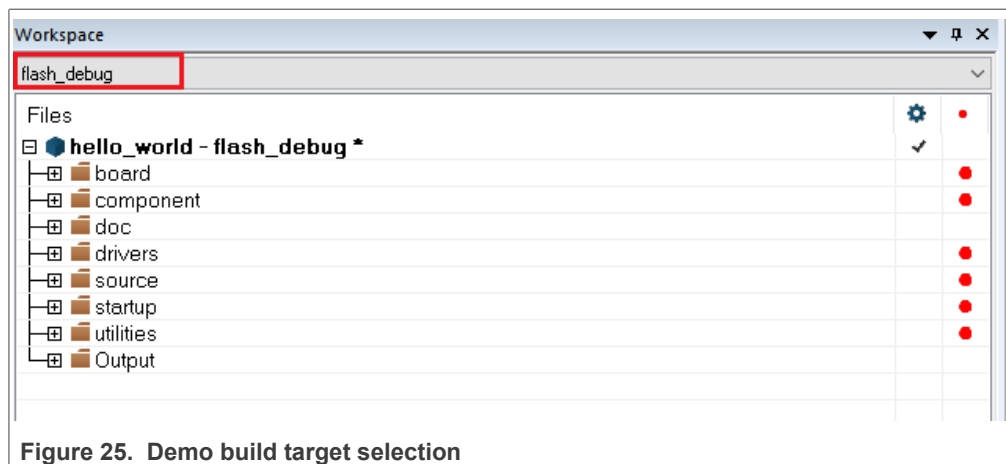 Workspace
flash_debug
Files
hello_world - flash_debug *
board
component
doc
drivers
source
startup
utilities
Output
Figure 25. Demo build target selection